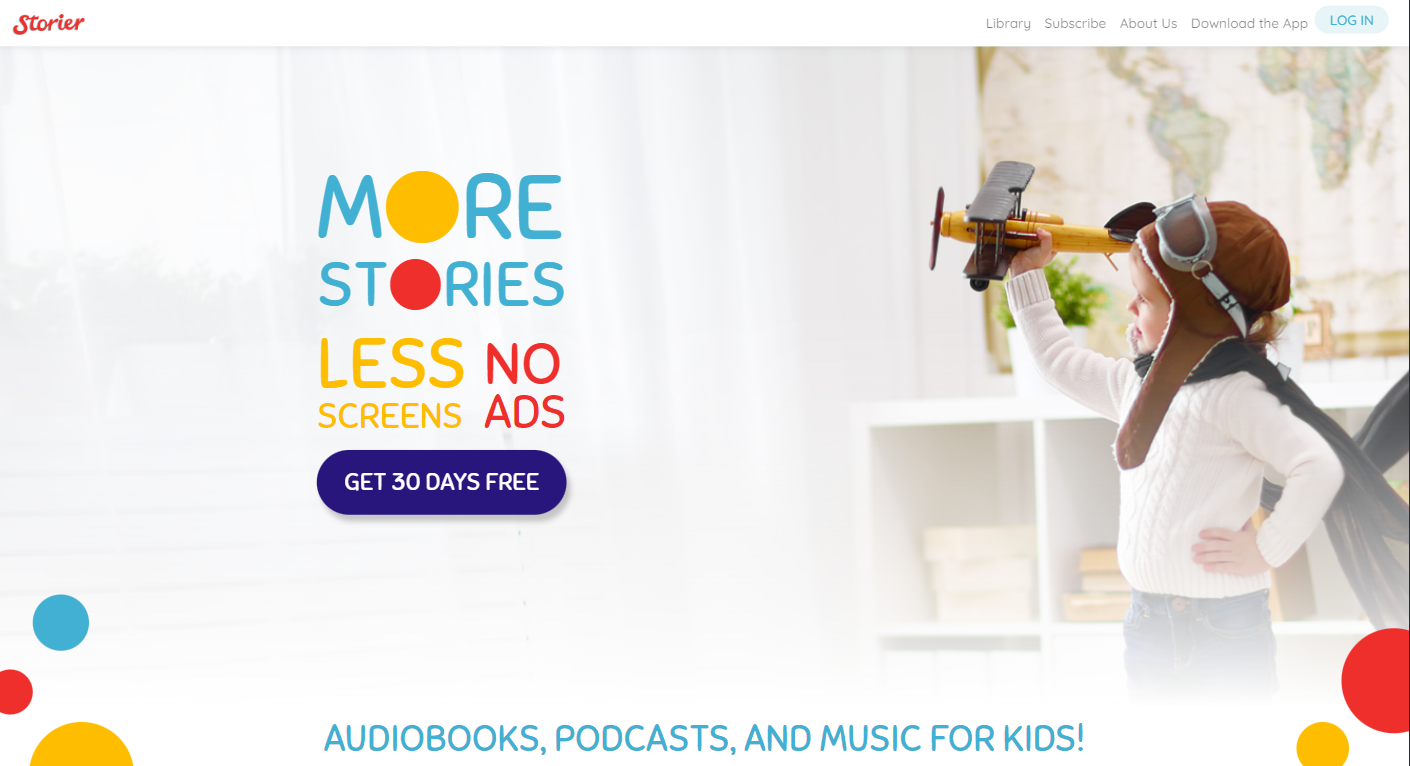 Storier
Library Subscribe About Us Download the App LOG IN
MORE
STORIES
LESS NO
SCREENS ADS
GET 30 DAYS FREE
AUDIOBOOKS, PODCASTS, AND MUSIC FOR KIDS!